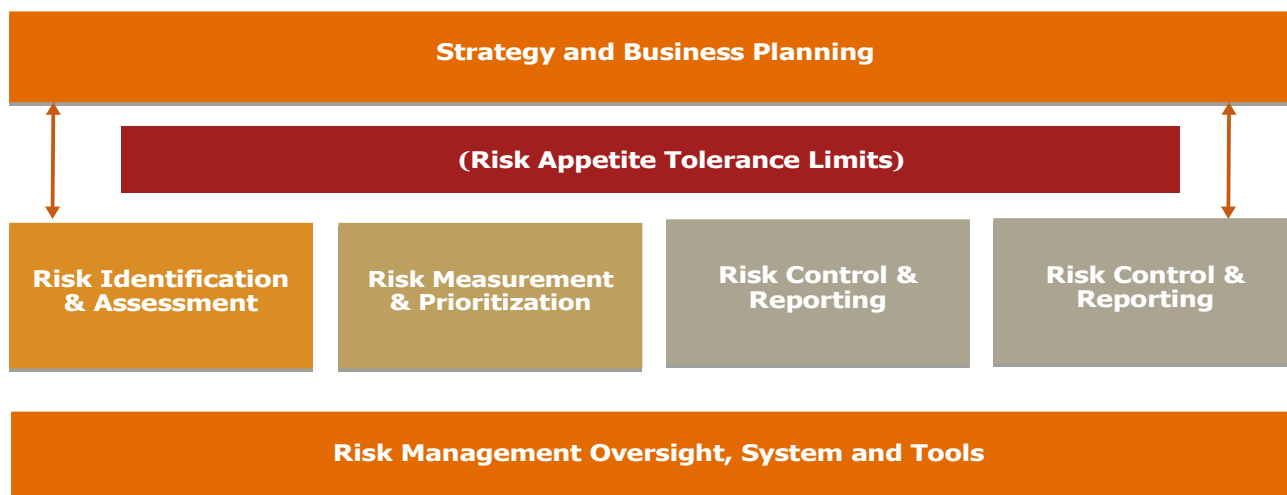 Strategy and Business Planning
(Risk Appetite Tolerance Limits)
Risk Identification
& Assessment
Risk Measurement
& Prioritization
Risk Control &
Reporting
Risk Control &
Reporting
Risk Management Oversight, System and Tools